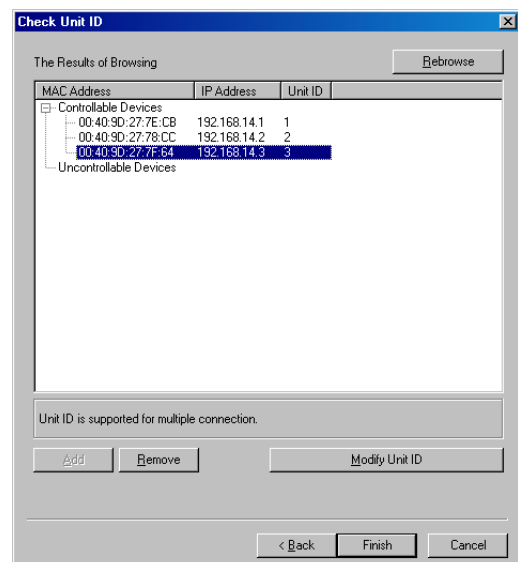 Check Unit ID
The Results of Browsing Rebrowse
MAC Address IP Address Unit ID
Controllable Devices
00:40:9D:27:7E:CB 192.168.14.1 1
00:40:9D:27:78:CC 192.168.14.2 2
00:40:9D:27:7F:64 192.168.14.3 3
Uncontrollable Devices
Unit ID is supported for multiple connection.
Add Remove Modify Unit ID
< Back Finish Cancel